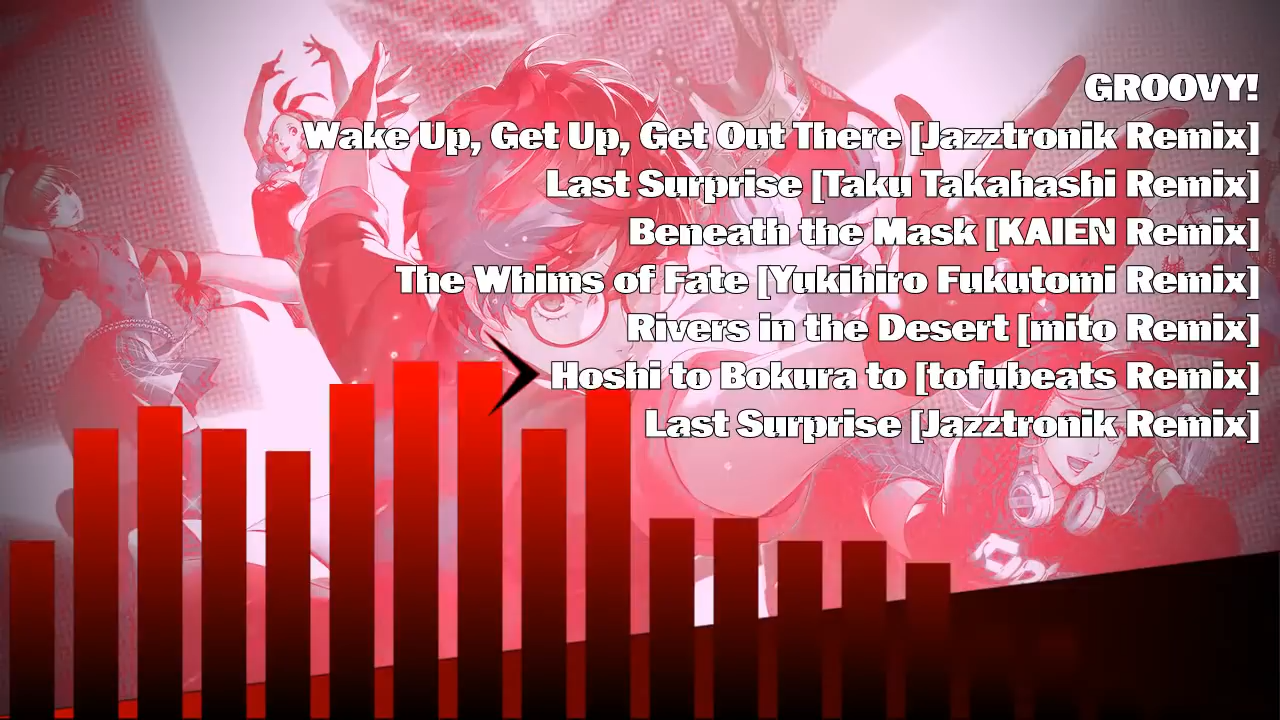 GROOVY!
Wake Up, Get Up, Get Out There [Jazztronik Remix]
Last Surprise [Taku Takahashi Remix]
Beneath the Mask [KAIEN Remix]
The Whims of Fate [Yukihiro Fukutomi Remix]
Rivers in the Desert [mito Remix]
Hoshi to Bokura to [tofubeats Remix]
Last Surprise [Jazztronik Remix]